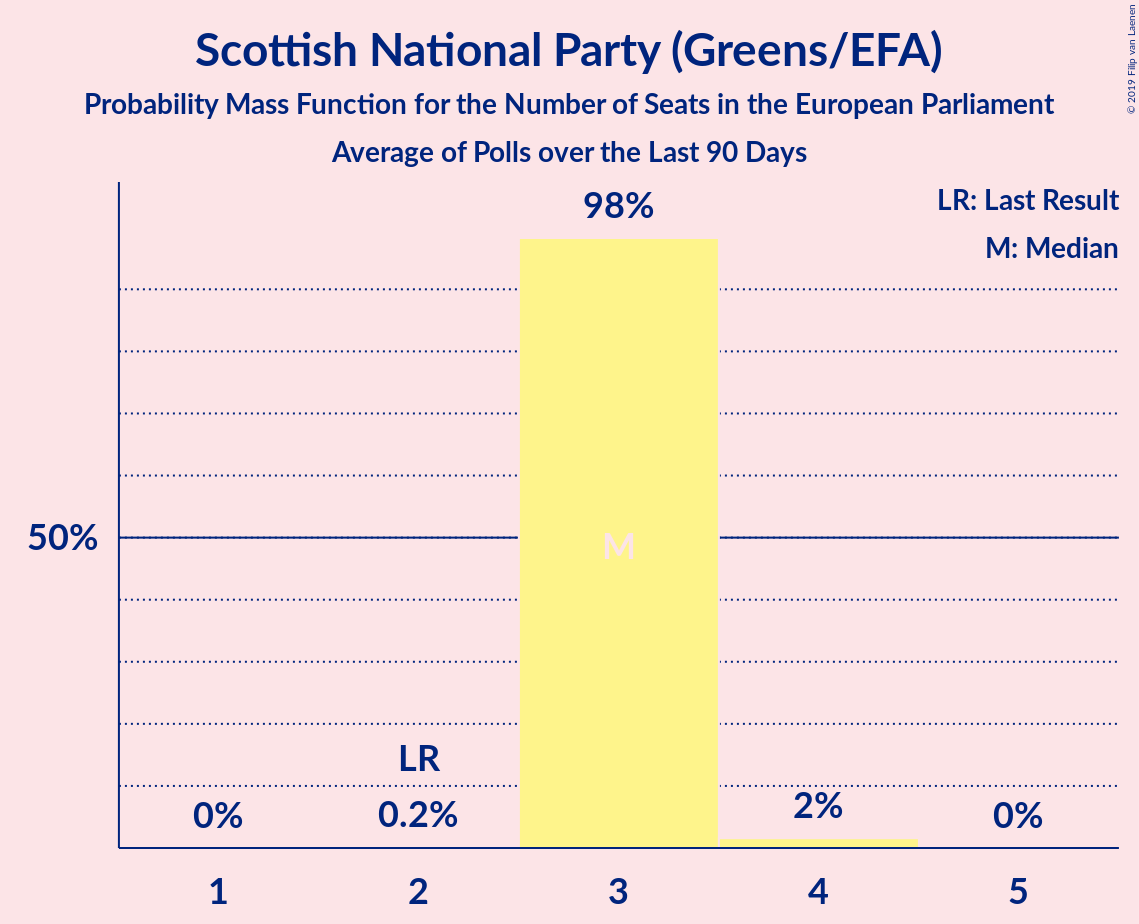 Scottish National Party (Greens/EFA)
Probability Mass Function for the Number of Seats in the European Parliament
Average of Polls over the Last 90 Days
© 2019 Filip van Laenen
LR: Last Result
M: Median
98%
50%
M
LR
0%
0.2%
2%
0%
1
2
3
4
5